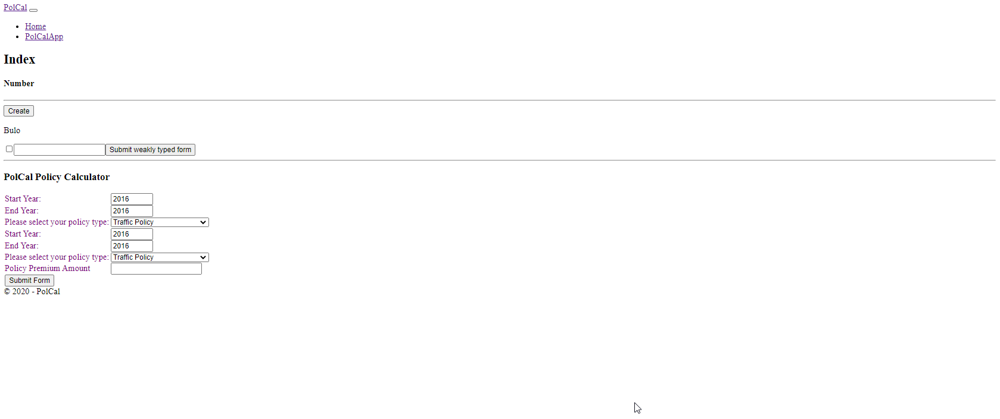 PolCal
Home
PolCalApp
Index
Number
Create
Bulo
Submit weakly typed form
PolCal Policy Calculator
Start Year: 2016
End Year: 2016
Please select your policy type: Traffic Policy
Start Year: 2016
End Year: 2016
Please select your policy type: Traffic Policy
Policy Premium Amount
Submit Form
© 2020 - PolCal